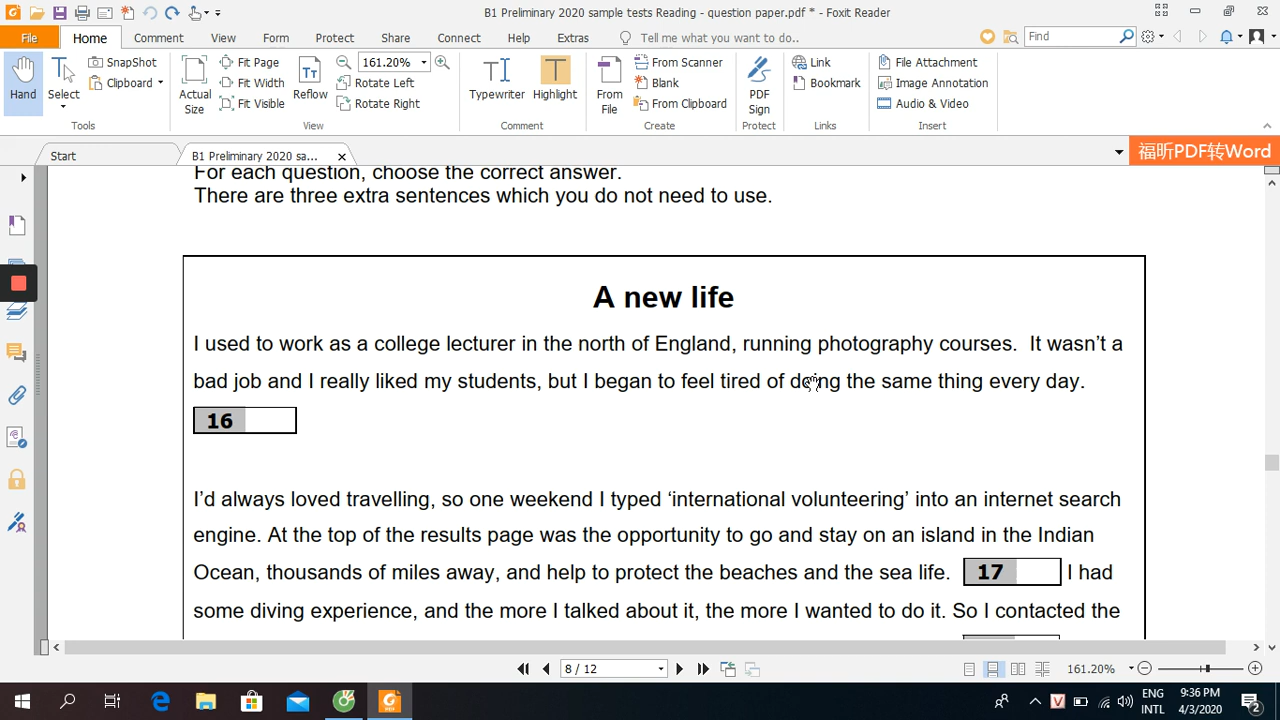 B1 Preliminary 2020 sample tests Reading - questionpaper.pdf * - Foxit Reader
File Home Comment View Form Protect Share Connect Help Extras Tell me what you want to do.. Find
Hand Select SnapShot Clipboard Actual Size Fit Page Fit Width Fit Visible Reflow 161.20% Rotate Left Rotate Right Typewriter Highlight From File From Scanner Blank From Clipboard PDF Sign Link Bookmark File Attachment Image Annotation Audio & Video
Tools View Comment Create Protect Links Insert
Start B1 Preliminary 2020 sa... 福昕PDF转Word
For each question, choose the correct answer.
There are three extra sentences which you do not need to use.
A new life
I used to work as a college lecturer in the north of England, running photography courses. It wasn't a
bad job and I really liked my students, but I began to feel tired of doing the same thing every day.
16
I'd always loved travelling, so one weekend I typed 'international volunteering' into an internet search
engine. At the top of the results page was the opportunity to go and stay on an island in the Indian
Ocean, thousands of miles away, and help to protect the beaches and the sea life. 17 I had
some diving experience, and the more I talked about it, the more I wanted to do it. So I contacted the
8 / 12 161.20%
ENG 9:36 PM
INTL 4/3/2020 2